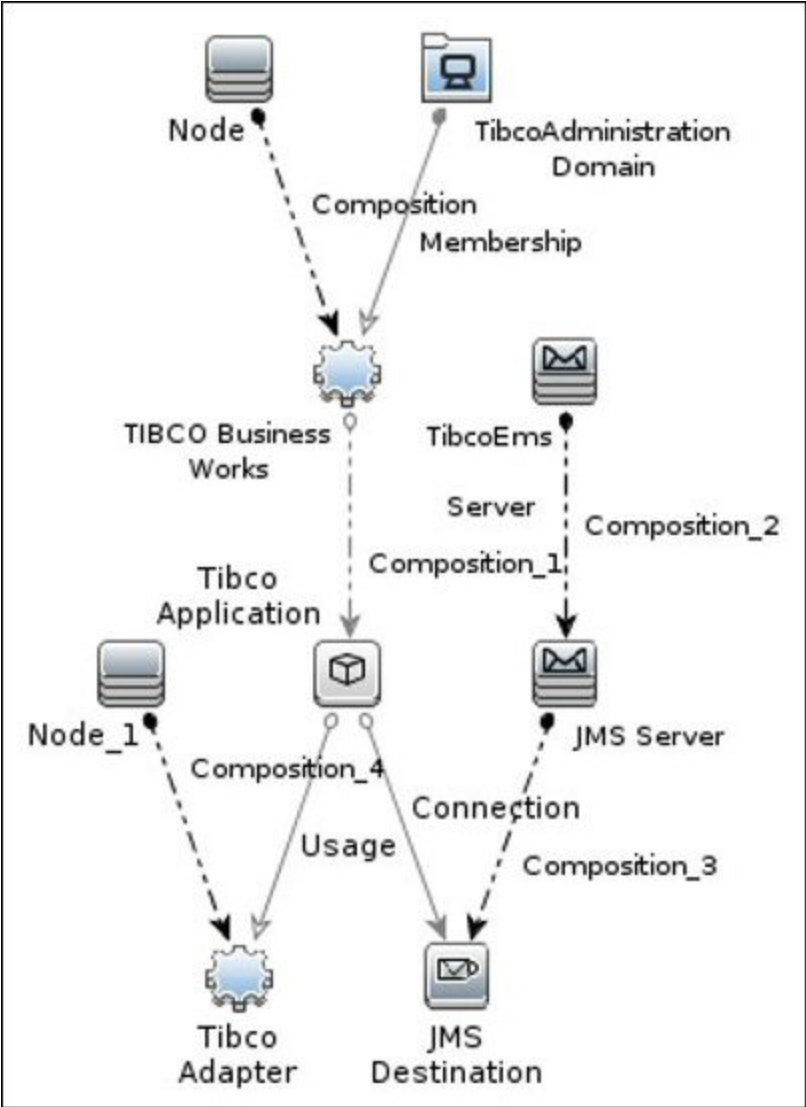 Node
TibcoAdministration
Domain
Composition
Membership
TIBCO Business
Works
TibcoEms
Server
Composition_2
Composition_1
Tibco
Application
Node_1
JMS Server
Composition_4
Connection
Usage
Composition_3
Tibco
Adapter
JMS
Destination